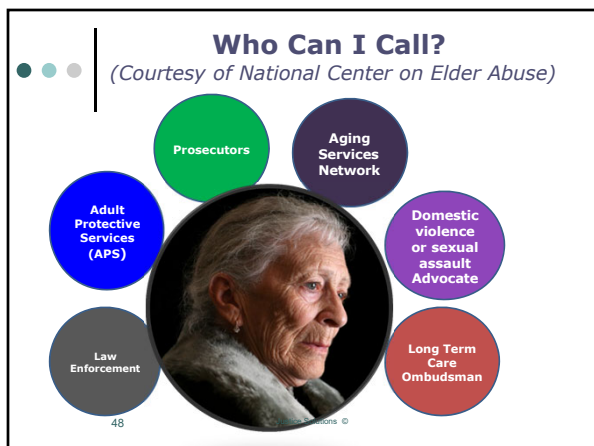 Who Can I Call?
(Courtesy of National Center on Elder Abuse)
Prosecutors
Aging
Services
Network
Adult
Protective
Services
(APS)
Domestic
violence
or sexual
assault
Advocate
Law
Enforcement
Long Term
Care
Ombudsman
48
Solutions ©